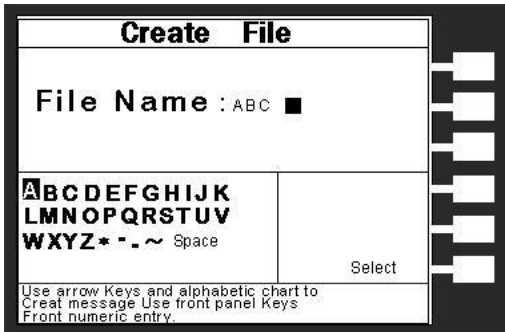 Create File
File Name : ABC
ABCDEFGHIJK
LMNOPQRSTUV
WXYZ* - . ~ Space
Select
Use arrow Keys and alphabetic chart to
Creat message Use front panel Keys
Front numeric entry.